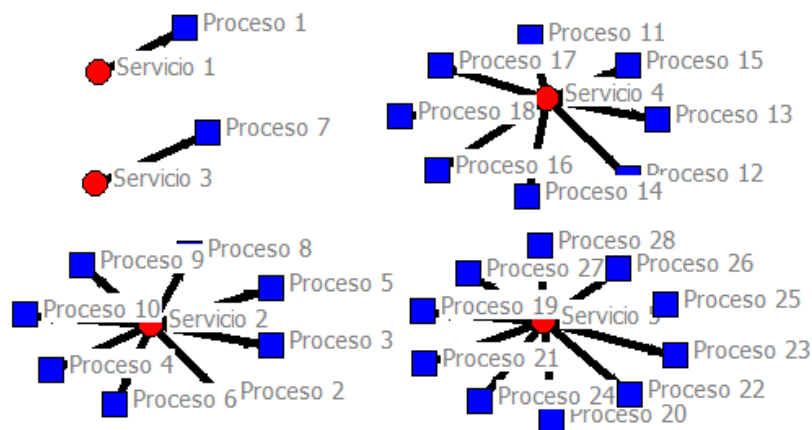 Proceso 1
Servicio 1
Proceso 7
Servicio 3
Proceso 11
Proceso 17
Proceso 15
Servicio 4
Proceso 18
Proceso 13
Proceso 16
Proceso 12
Proceso 14
Proceso 8
Proceso 9
Proceso 5
Proceso 10
Servicio 2
Proceso 3
Proceso 4
Proceso 6
Proceso 2
Proceso 28
Proceso 27
Proceso 26
Proceso 19
Proceso 25
Servicio 5
Proceso 21
Proceso 23
Proceso 24
Proceso 22
Proceso 20